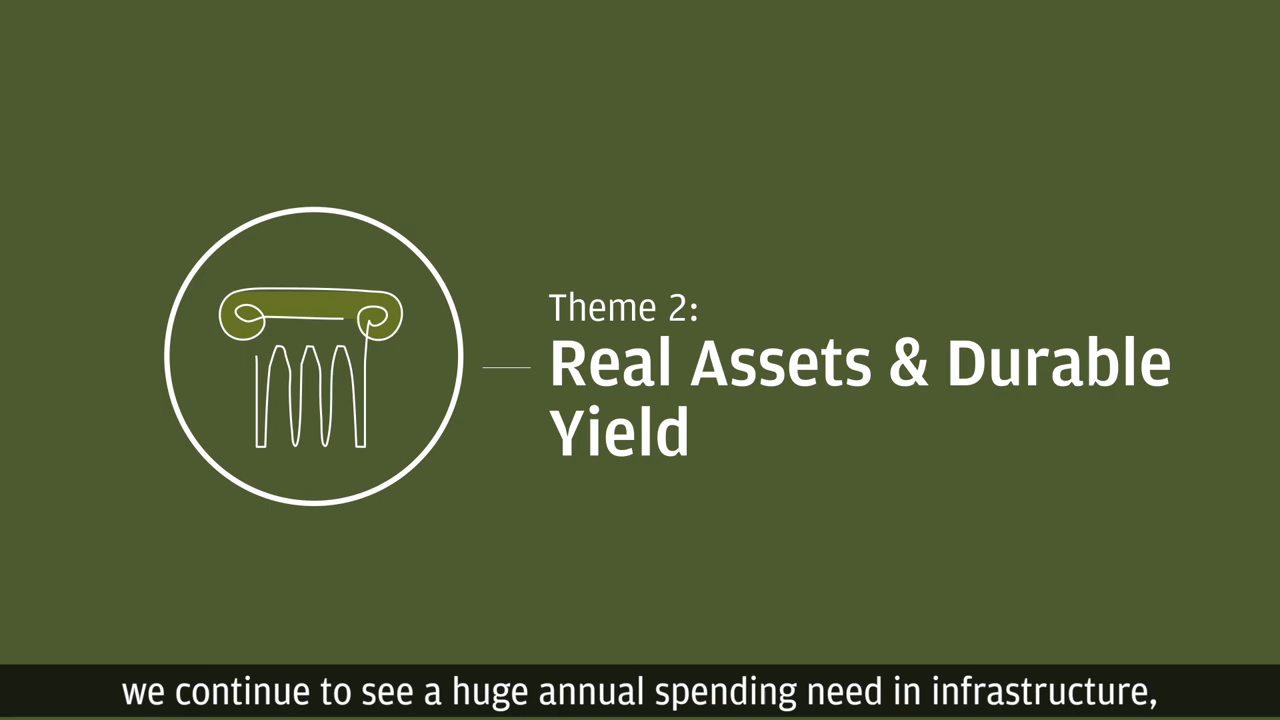 Theme 2:
Real Assets & Durable
Yield
we continue to see a huge annual spending need in infrastructure,